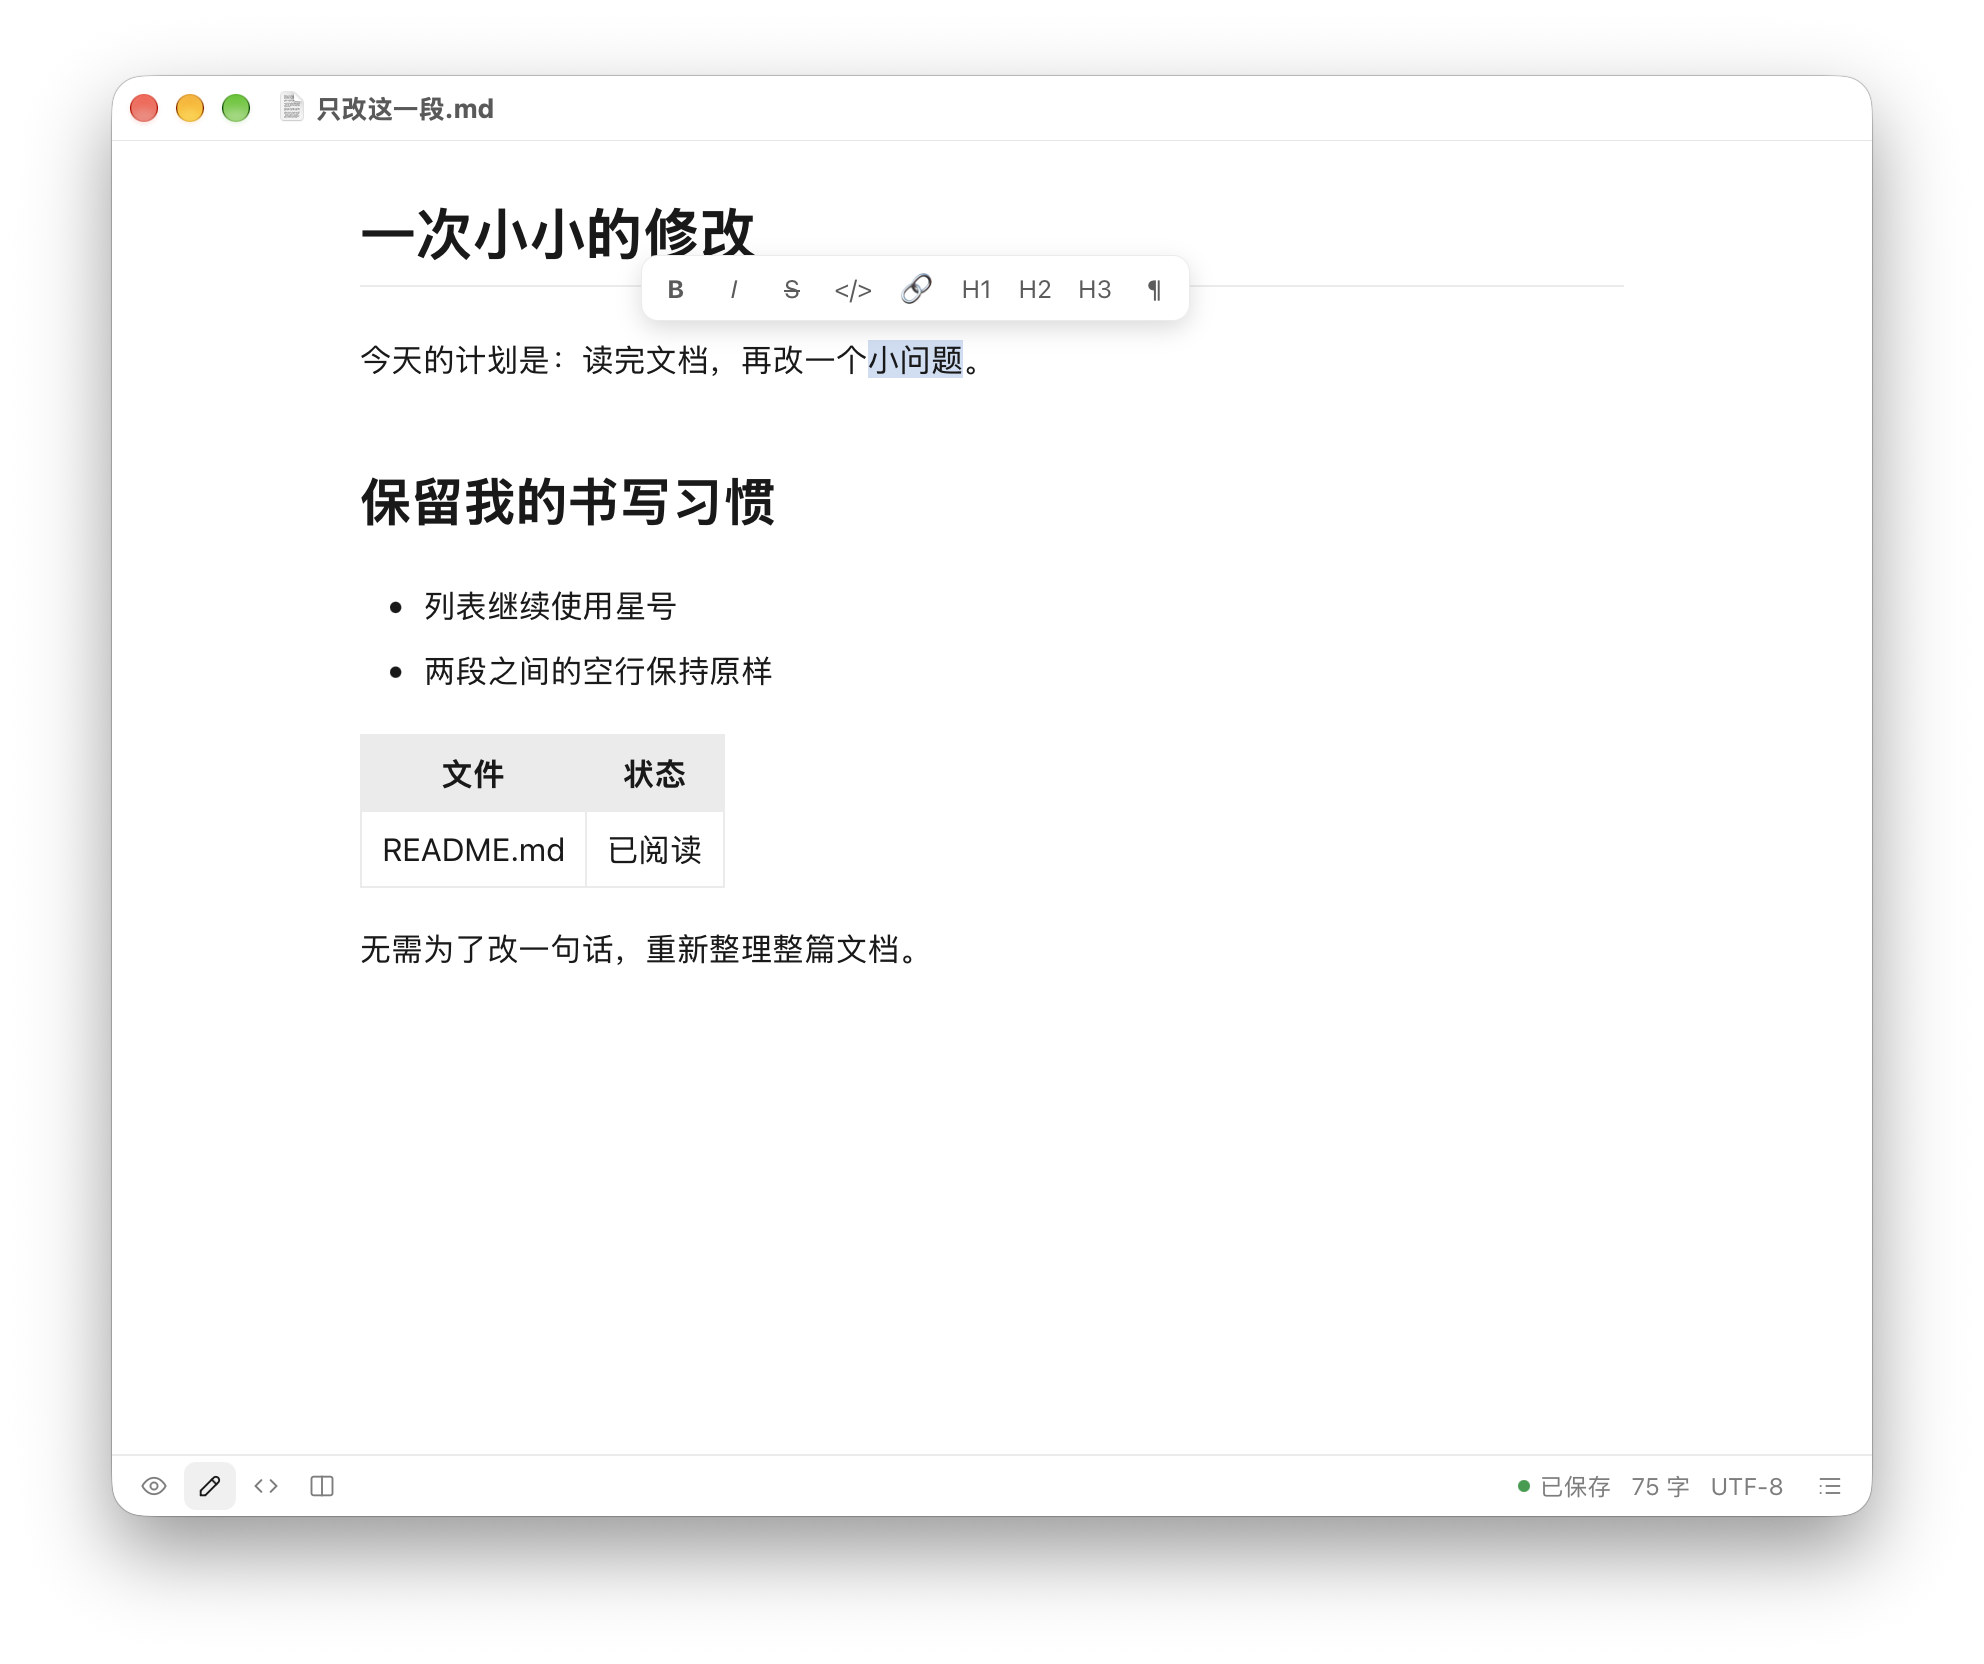 只改这一段.md
一次小小的修改
B I S </> H1 H2 H3 ¶
今天的计划是：读完文档，再改一个小问题。
保留我的书写习惯
• 列表继续使用星号
• 两段之间的空行保持原样
文件 状态
README.md 已阅读
无需为了改一句话，重新整理整篇文档。
已保存 75 字 UTF-8